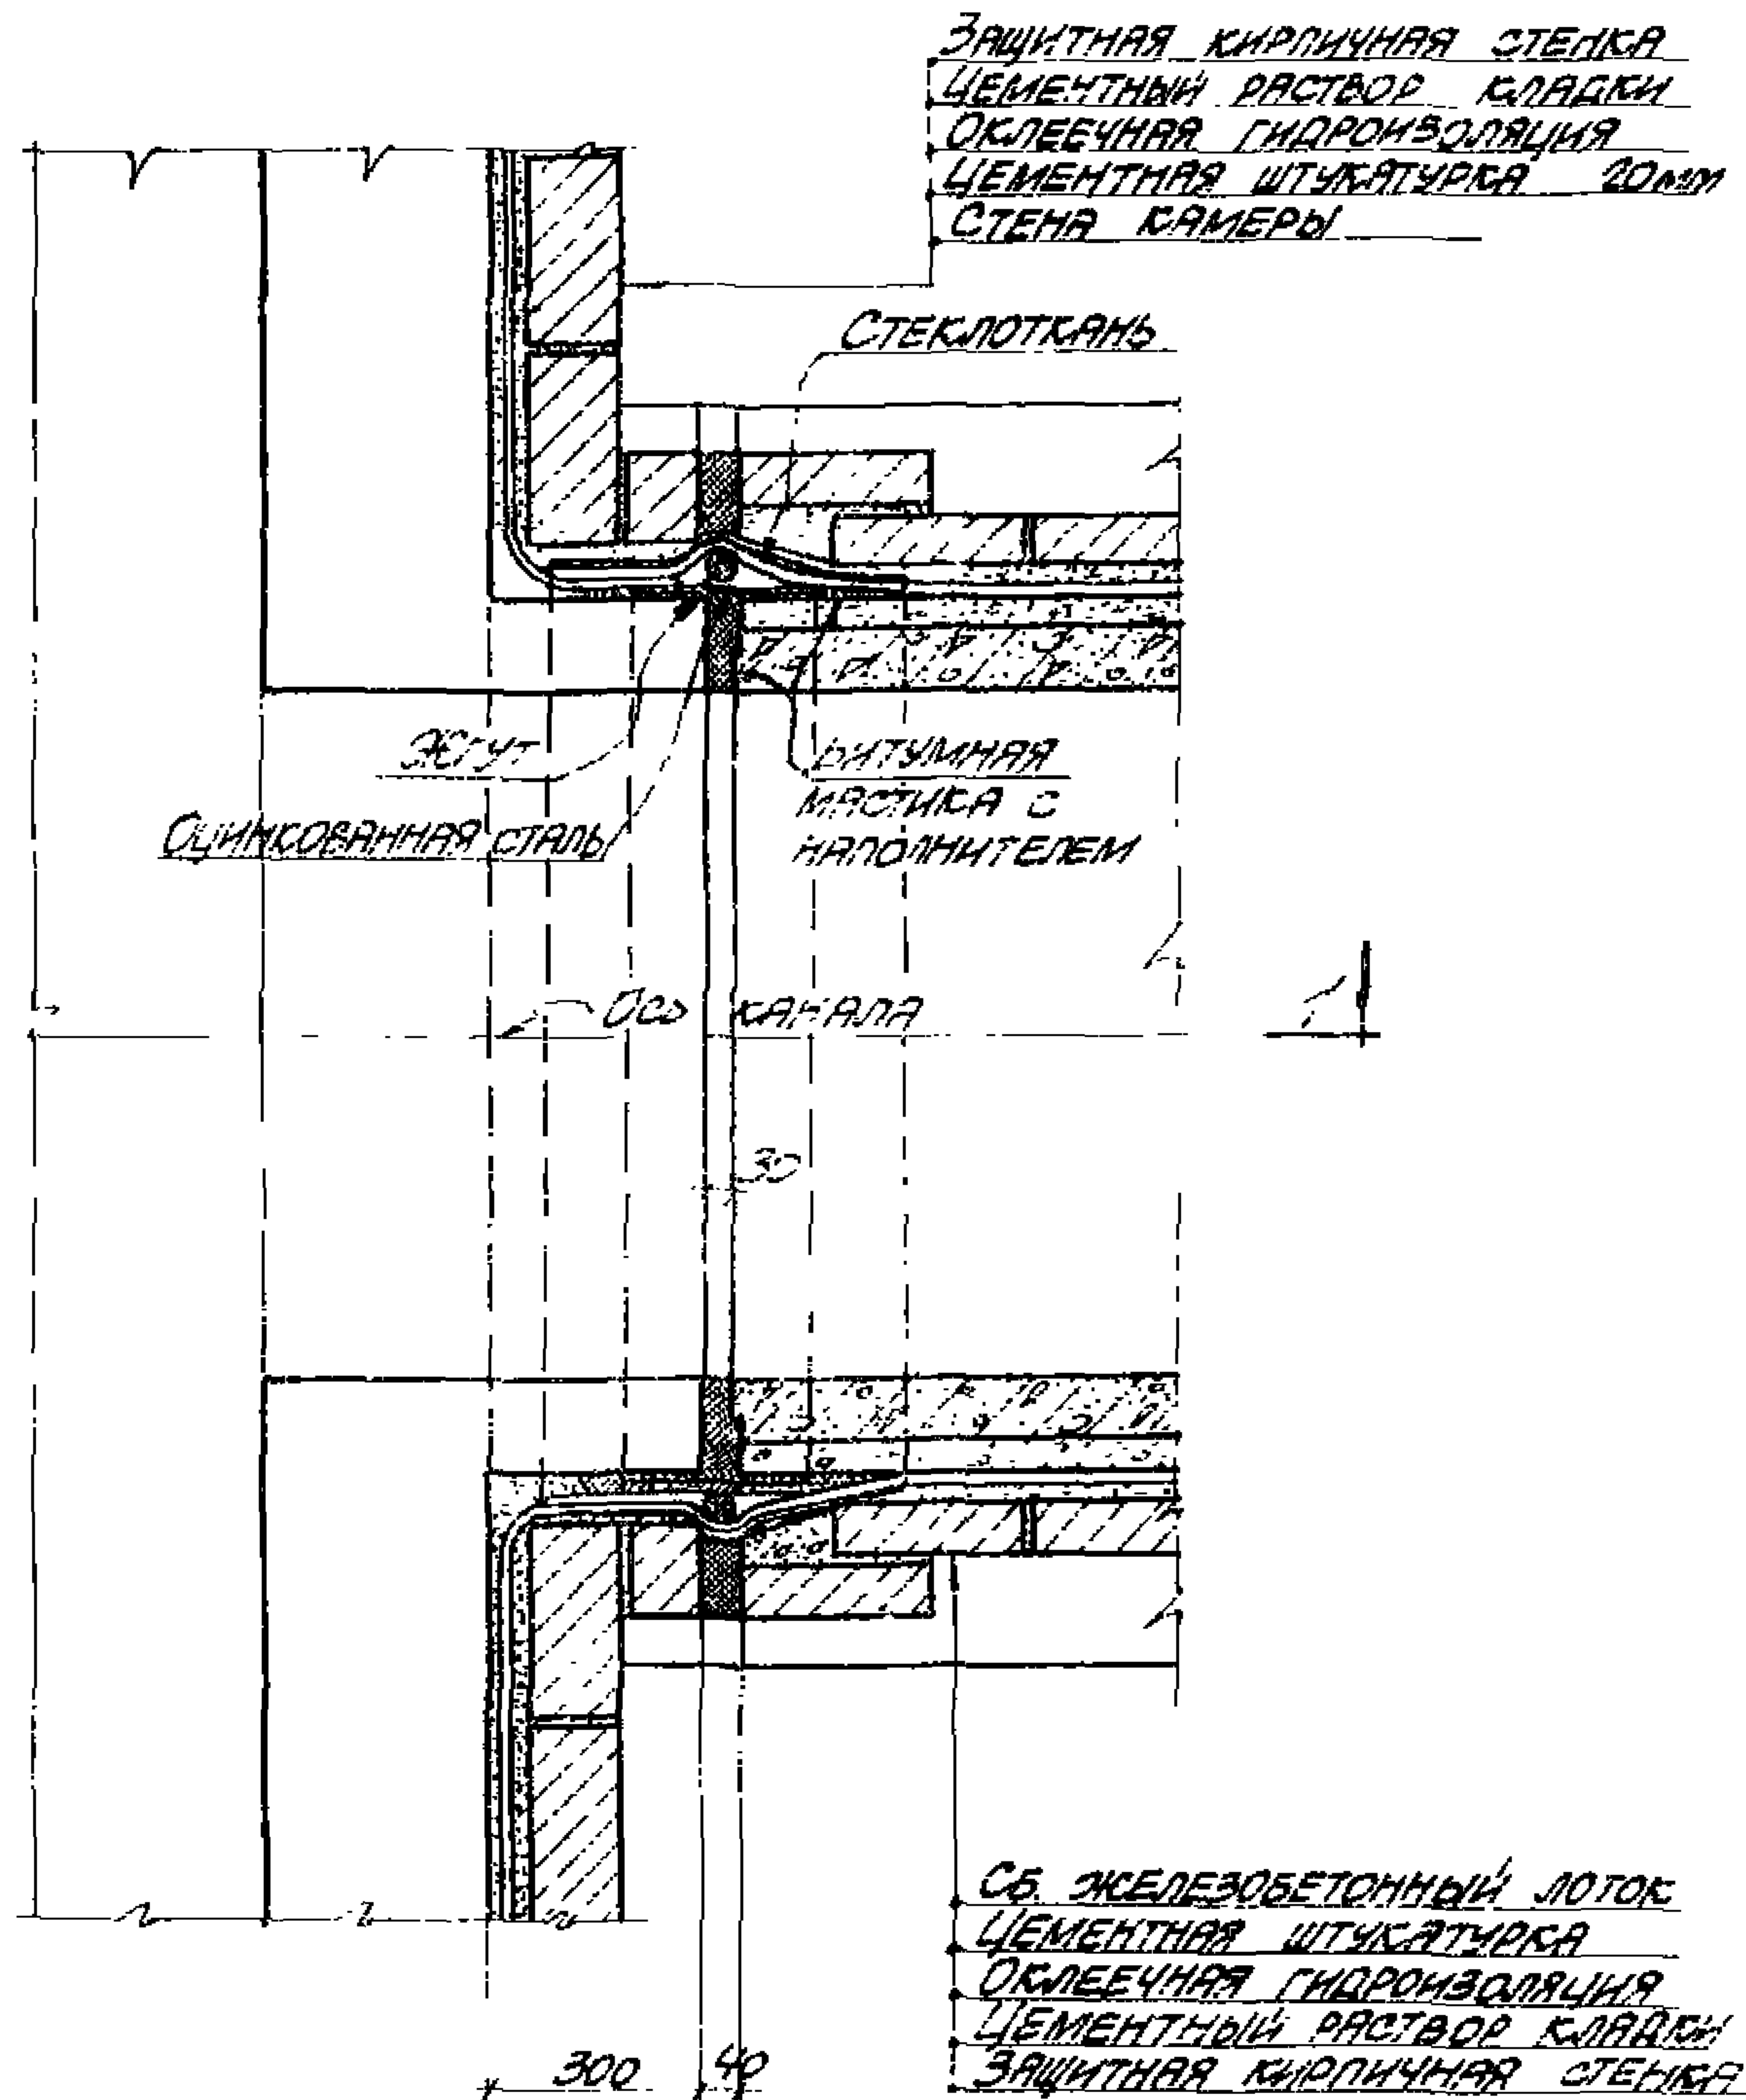 ЗАЩИТНАЯ КИРПИЧНАЯ СТЕНКА
ЦЕМЕНТНЫЙ РАСТВОР КЛАДКИ
ОКЛЕЕЧНАЯ ГИДРОИЗОЛЯЦИЯ
ЦЕМЕНТНАЯ ШТУКАТУРКА 20мм
СТЕНА КАМЕРЫ
СТЕКЛОТКАНЬ
ЖГУТ
БИТУМНАЯ
МАСТИКА С
НАПОЛНИТЕЛЕМ
ОЦИНКОВАННАЯ СТАЛЬ
ОСЬ КАНАЛА
30
СБ. ЖЕЛЕЗОБЕТОННЫЙ ЛОТОК
ЦЕМЕНТНАЯ ШТУКАТУРКА
ОКЛЕЕЧНАЯ ГИДРОИЗОЛЯЦИЯ
ЦЕМЕНТНЫЙ РАСТВОР КЛАДКИ
ЗАЩИТНАЯ КИРПИЧНАЯ СТЕНКА
300 40